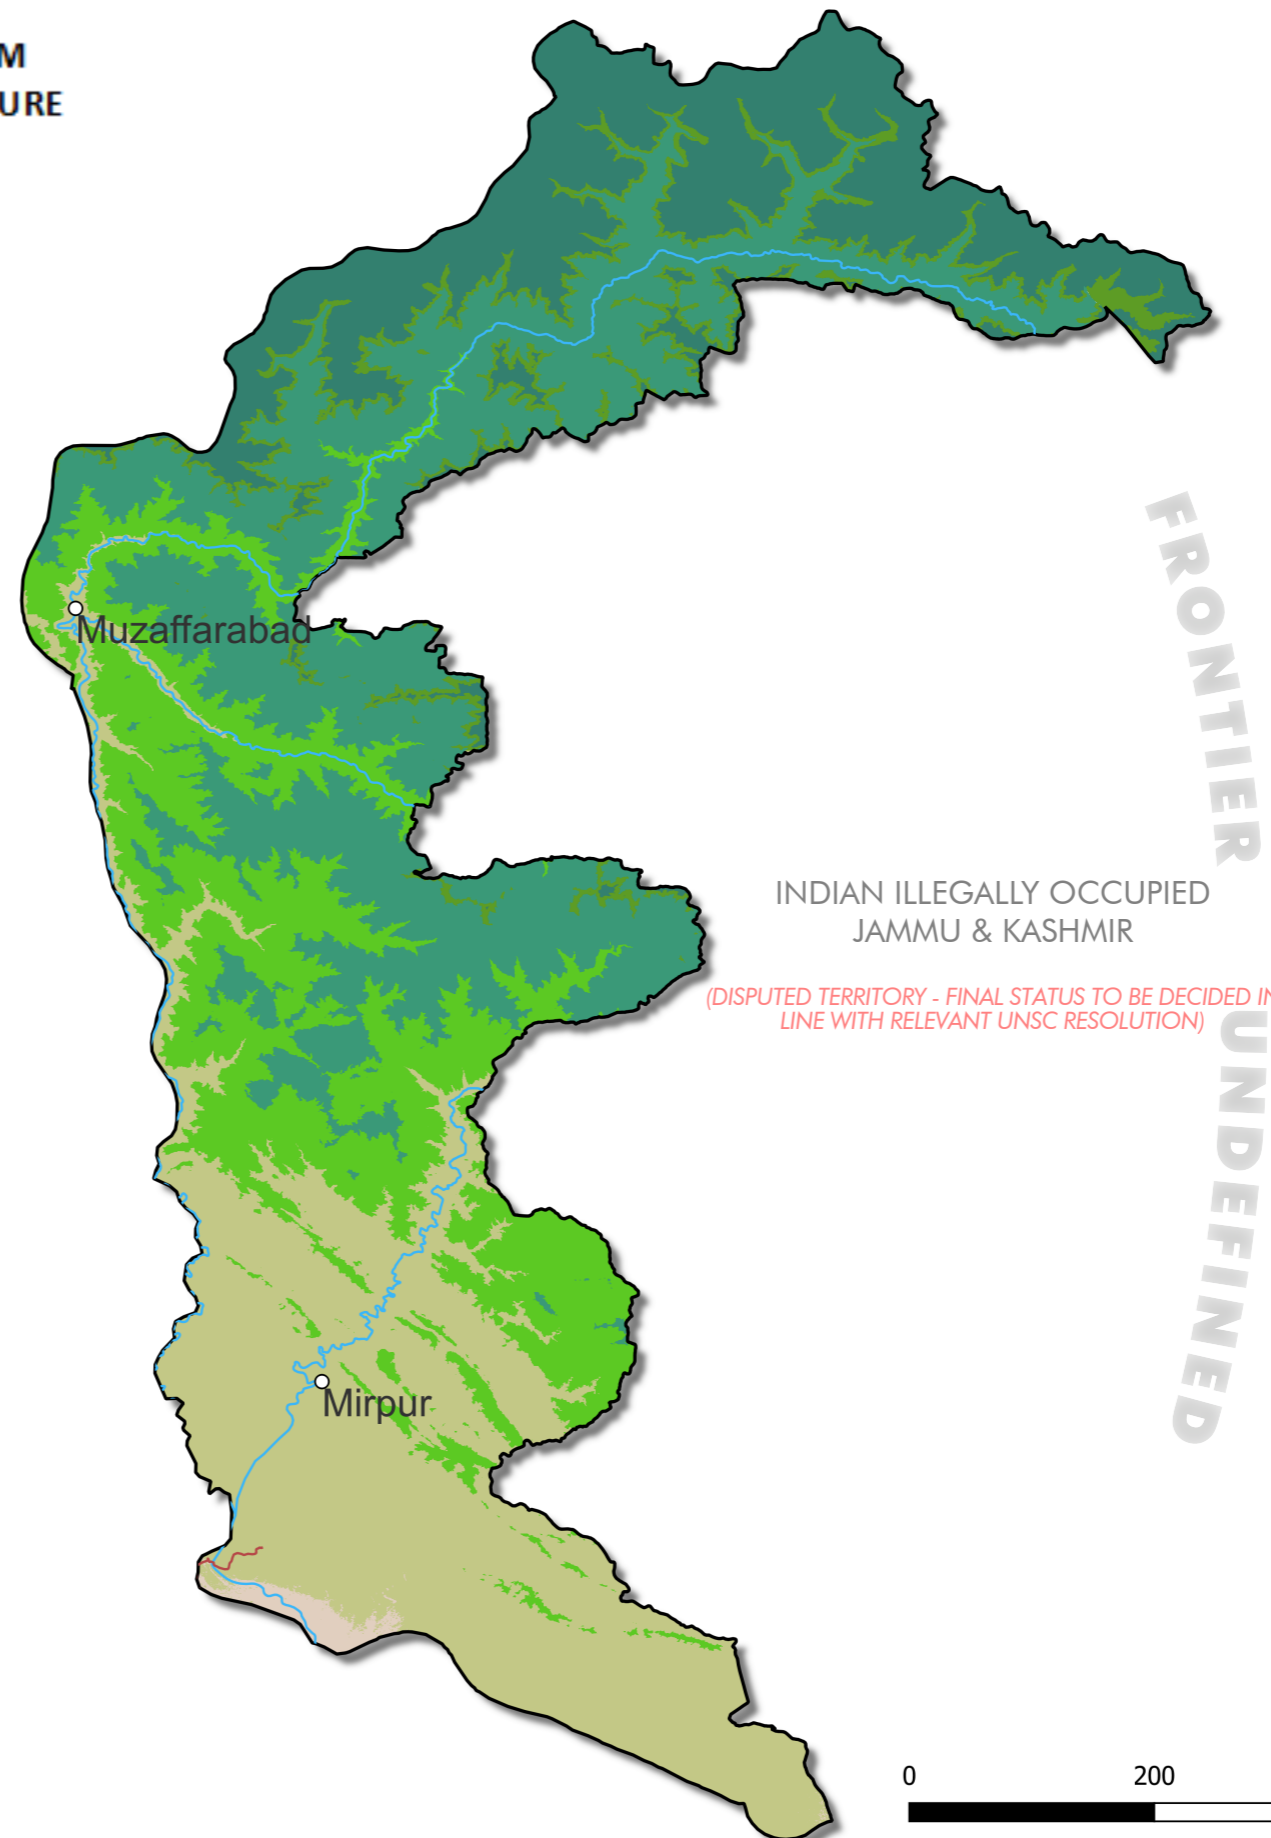 M
URE
Muzaffarabad
FRONTIER UNDEFINED
INDIAN ILLEGALLY OCCUPIED
JAMMU & KASHMIR
(DISPUTED TERRITORY - FINAL STATUS TO BE DECIDED IN
LINE WITH RELEVANT UNSC RESOLUTION)
Mirpur
0 200